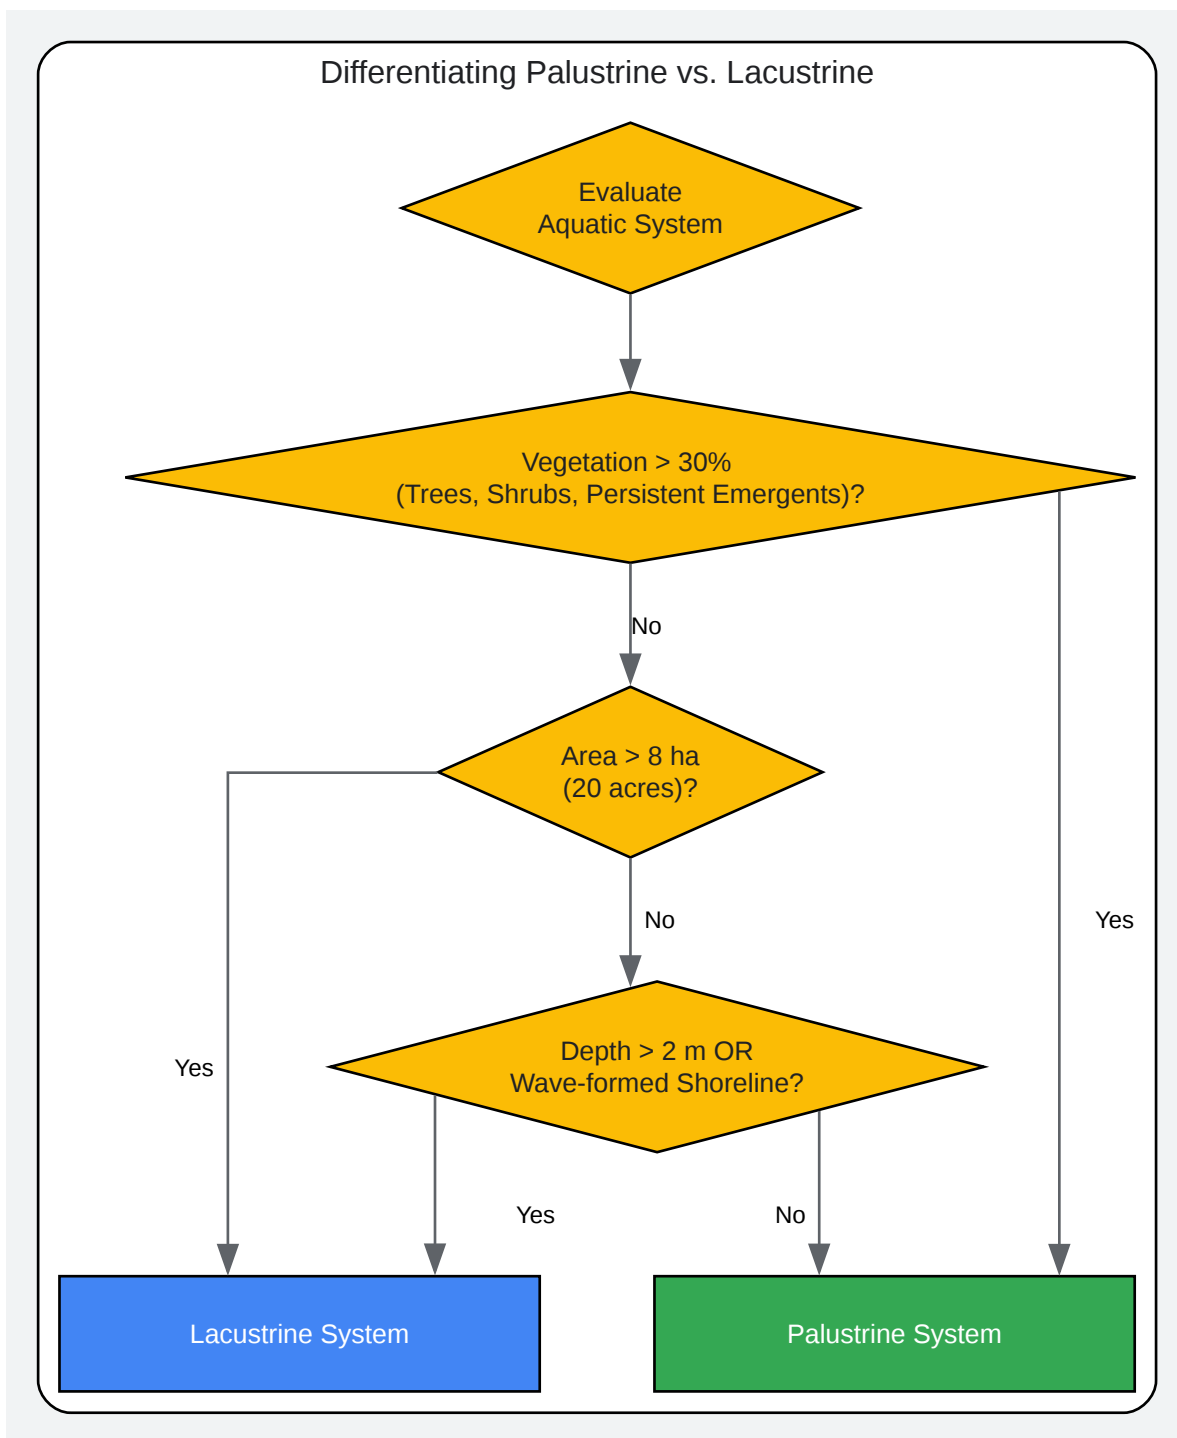 Differentiating Palustrine vs. Lacustrine
Evaluate
Aquatic System
Vegetation > 30%
(Trees, Shrubs, Persistent Emergents)?
No
Area > 8 ha
(20 acres)?
No
Yes
Depth > 2 m OR
Wave-formed Shoreline?
Yes
Yes
No
Lacustrine System
Palustrine System